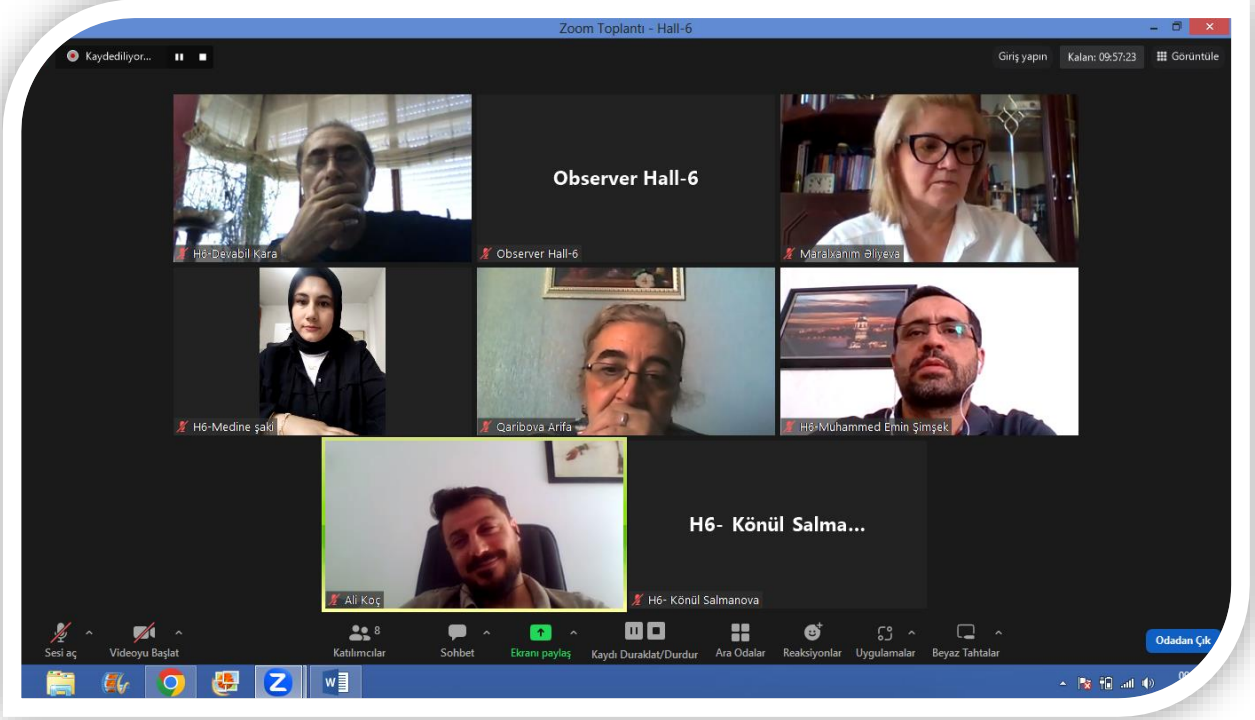 Zoom Toplantı - Hall-6
Kaydediliyor...
Giriş yapın
Kalan: 09:57:23
Görüntüle
H6-Devabil Kara
Observer Hall-6
Observer Hall-6
Maralxanım Əliyeva
H6-Medine şaki
Qaribova Arifa
H6-Muhammed Emin Şimşek
Ali Koç
H6- Könül Salma...
H6- Könül Salmanova
Sesi aç
Videoyu Başlat
8
Katılımcılar
Sohbet
Ekranı paylaş
Kaydı Duraklat/Durdur
Ara Odalar
Reaksiyonlar
Uygulamalar
Beyaz Tahtalar
Odadan Çık